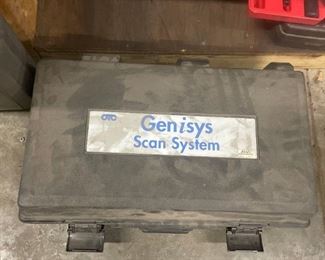 OTC
Genisys
Scan System